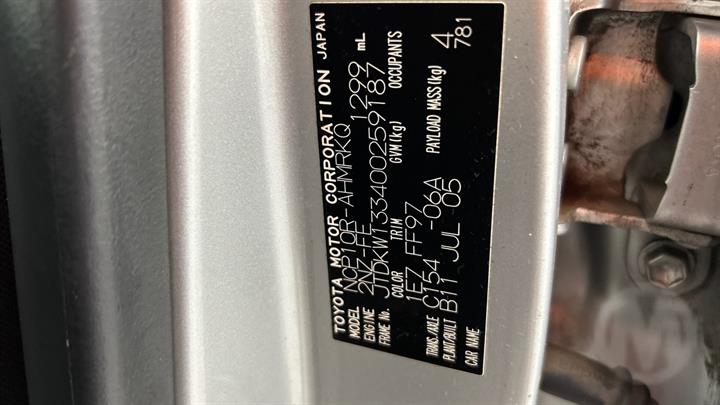 TOYOTA MOTOR CORPORATION JAPAN
MODEL NCP10R-AHMRKQ
ENGINE 2NZ-FE 1299 mL
FRAME No. JTDKW133400259187
COLOR TRIM GVM(kg) OCCUPANTS
1E7 FF97 4
TRANS./AXLE C154 -06A PAYLOAD MASS(kg) 781
PLANT/BUILT B11 JUL 05
CAR NAME
M